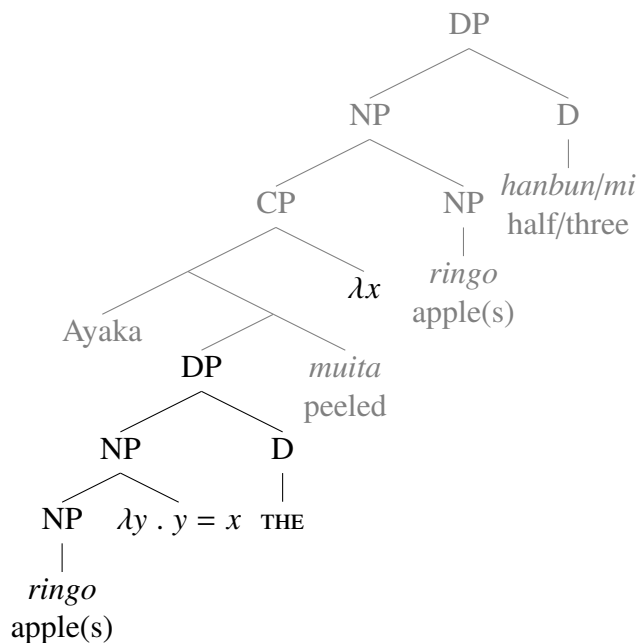 DP
NP D
CP NP hanbun/mi
half/three
λx ringo
apple(s)
Ayaka
DP muita
peeled
NP D
NP λy . y = x THE
ringo
apple(s)